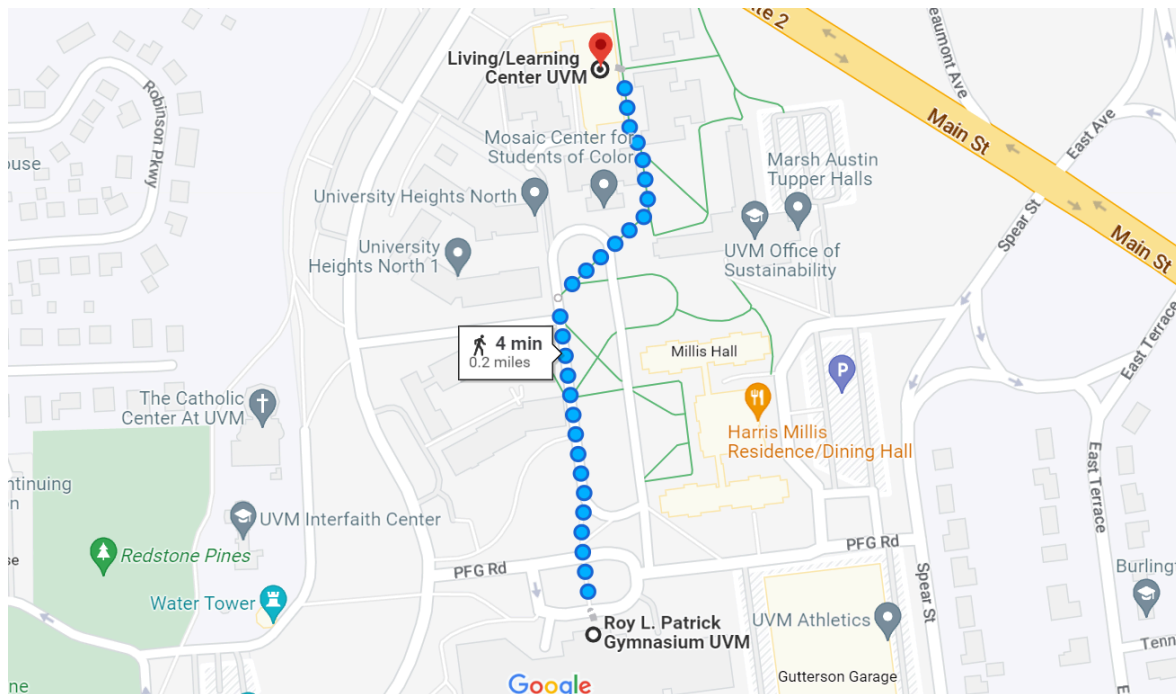 te 2
eaumont Ave
Living/Learning
Center UVM
Robinson Pkwy
Main St
East Ave
Mosaic Center for
Students of Color
Marsh Austin
Tupper Halls
ouse
University Heights North
Spear St
Main St
University
Heights North 1
UVM Office of
Sustainability
East Terrace
4 min
0.2 miles
Millis Hall
P
The Catholic
Center At UVM
Harris Millis
Residence/Dining Hall
ntinuing
n
East Terrace
UVM Interfaith Center
se
Redstone Pines
PFG Rd
PFG Rd
Spear St
Burlingt
Water Tower
Roy L. Patrick
Gymnasium UVM
UVM Athletics
Tenn
Gutterson Garage
ne
Google
E